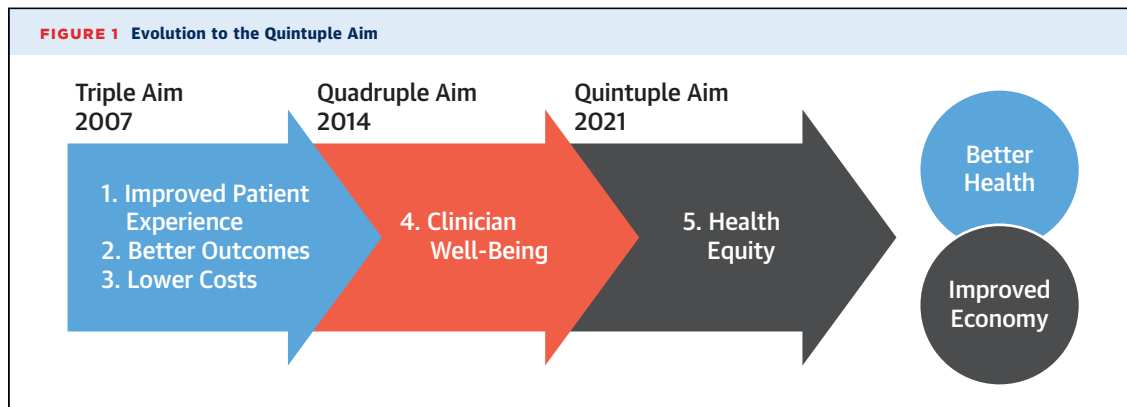 FIGURE 1 Evolution to the Quintuple Aim
Triple Aim
2007
1. Improved Patient
Experience
2. Better Outcomes
3. Lower Costs
Quadruple Aim
2014
4. Clinician
Well-Being
Quintuple Aim
2021
5. Health
Equity
Better
Health
Improved
Economy